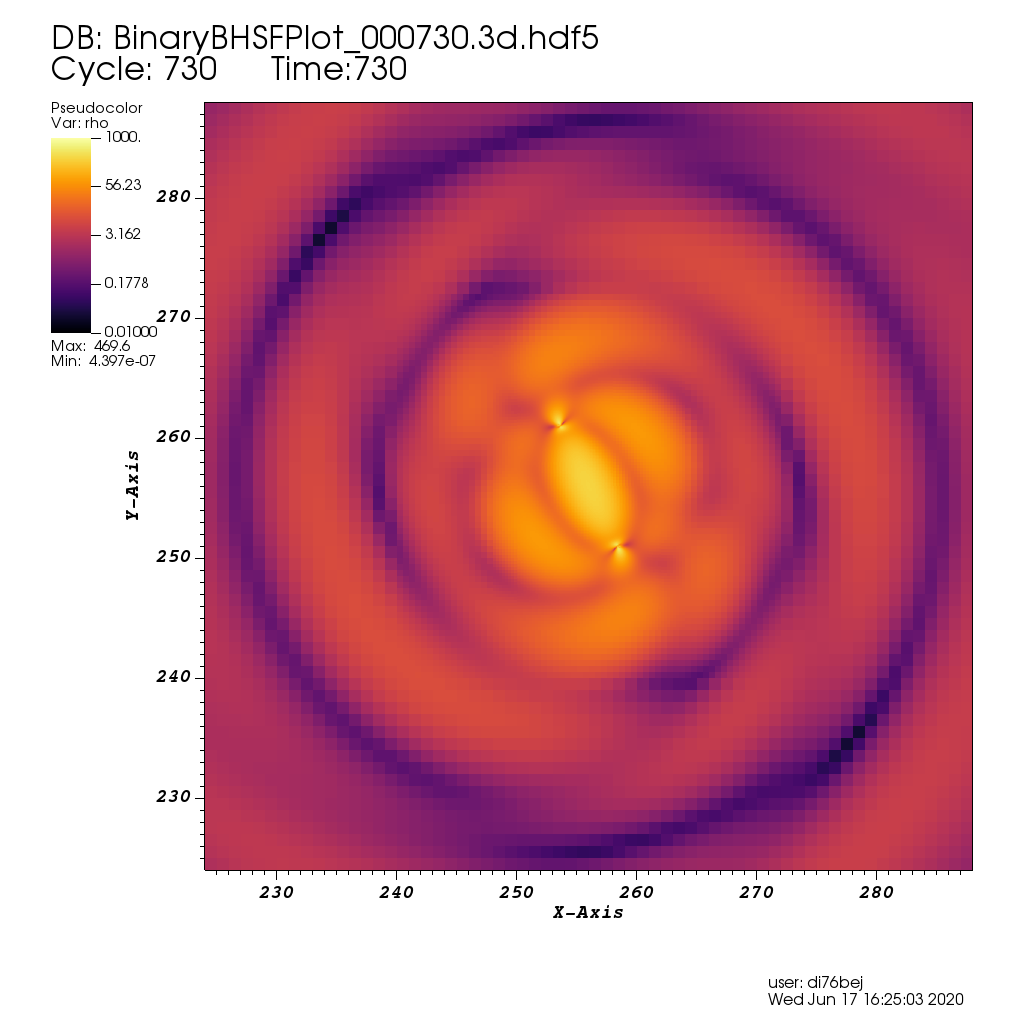 DB: BinaryBHSFPlot_000730.3d.hdf5
Cycle: 730 Time:730
Pseudocolor
Var: rho
1000.
56.23
3.162
0.1778
0.01000
Max: 469.6
Min: 4.397e-07
280
270
260
250
240
230
Y-Axis
230 240 250 260 270 280
X-Axis
user: di76bej
Wed Jun 17 16:25:03 2020